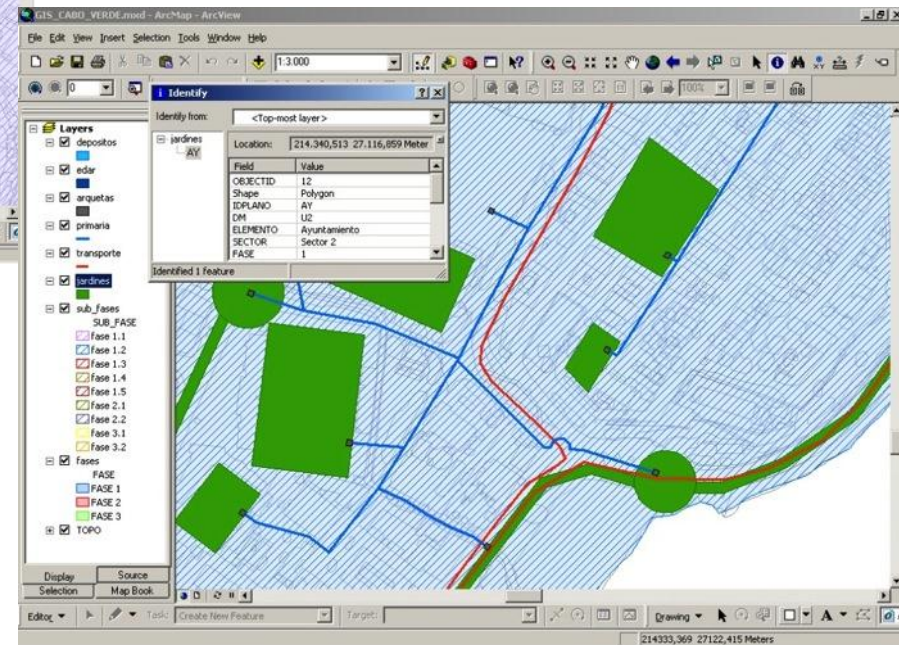 GIS_CABO_VERDE.mxd - ArcMap - ArcView
File Edit View Insert Selection Tools Window Help
1:3.000
0
100%
Identify
Identify from: <Top-most layer>
jardines
AY
Location: 214.340,513 27.116,859 Meter
Field Value
OBJECTID 12
Shape Polygon
IDPLANO AY
DM U2
ELEMENTO Ayuntamiento
SECTOR Sector 2
FASE 1
Identified 1 feature
Layers
depositos
edar
arquetas
primaria
transporte
jardines
sub_fases
SUB_FASE
fase 1.1
fase 1.2
fase 1.3
fase 1.4
fase 1.5
fase 2.1
fase 2.2
fase 3.1
fase 3.2
fases
FASE
FASE 1
FASE 2
FASE 3
TOPO
Display Source
Selection Map Book
Editor Task: Create New Feature Target: Drawing A
214333,369 27122,415 Meters